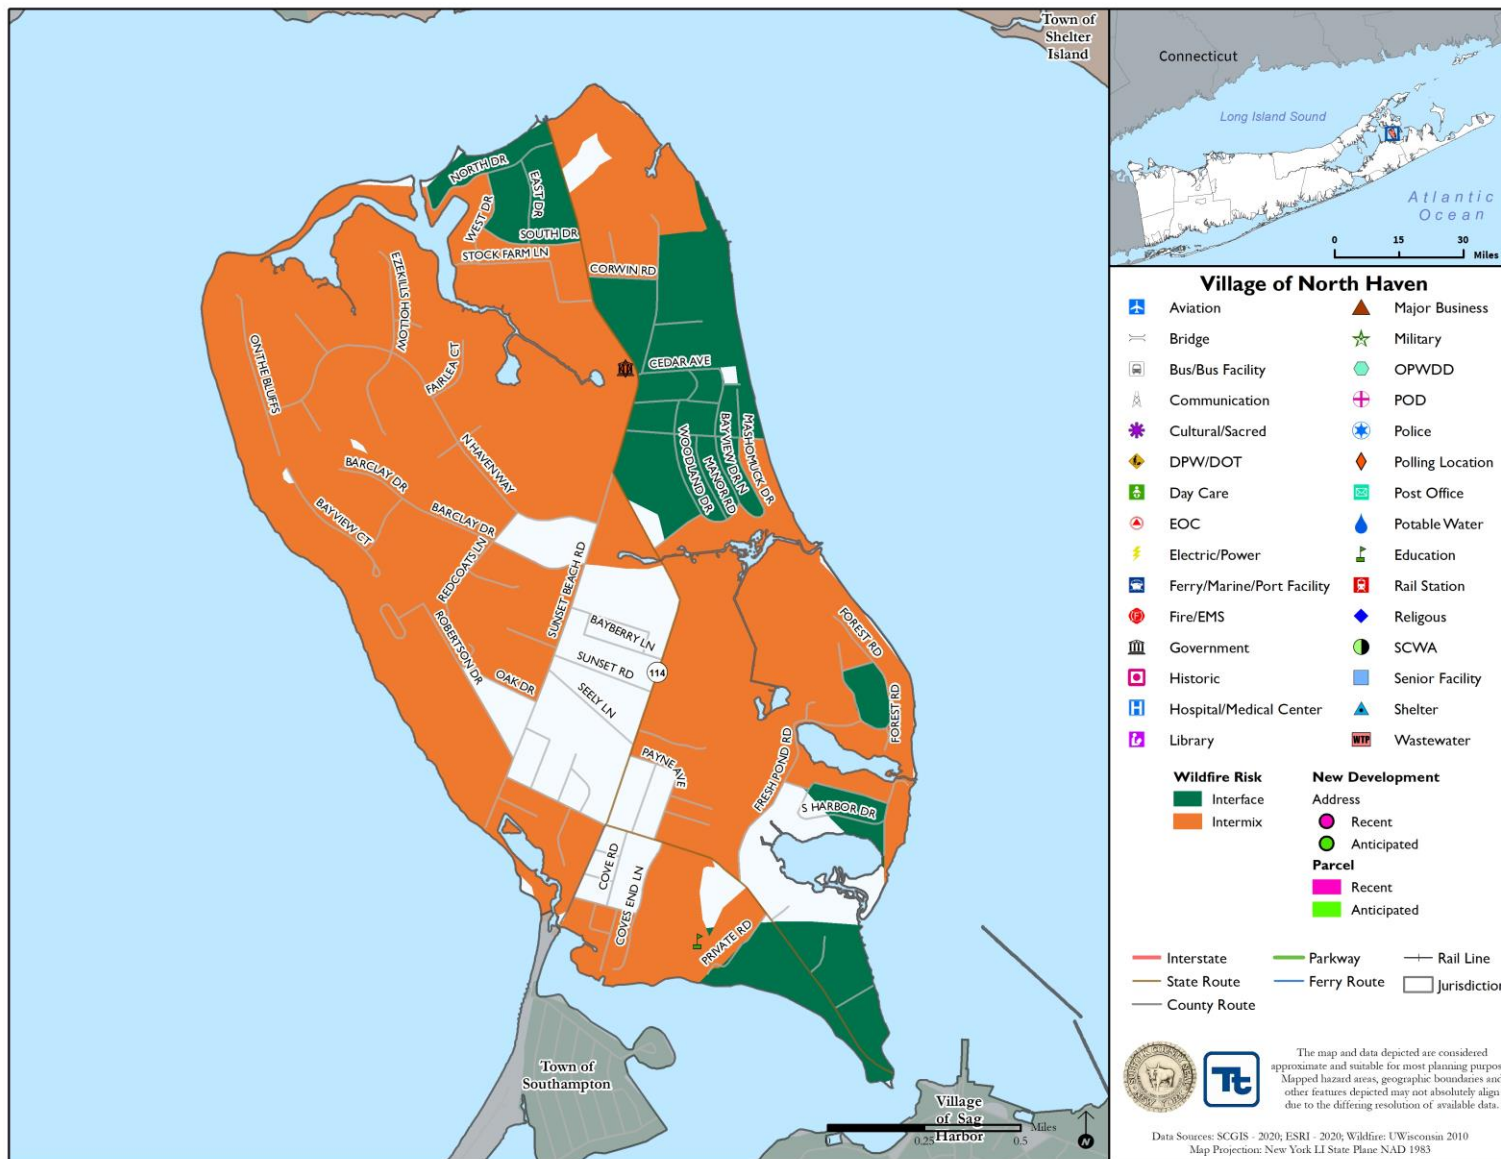 Town of
Shelter
Island
NORTH DR
EAST DR
WEST DR
SOUTH DR
STOCK FARM LN
CORWIN RD
EZEKILLS HOLLOW
ON THE BLUFFS
FAIRLEA CT
CEDAR AVE
MASHOMUCK DR
BAYVIEW DR N
MANOR RD
WOODLAND DR
N HAVEN WAY
BARCLAY DR
BARCLAY DR
BAYVIEW CT
REDCOATS LN
SUNSET BEACH RD
ROBERTSON DR
BAYBERRY LN
SUNSET RD
114
OAK DR
SEELY LN
FOREST RD
FOREST RD
PAYNE AVE
FRESH POND RD
S HARBOR DR
COVE RD
COVES END LN
PRIVATE RD
Town of
Southampton
Village
of Sag
Harbor
Miles
0
0.25
0.5
N
Connecticut
Long Island Sound
Atlantic
Ocean
0 15 30
Miles
Village of North Haven
Aviation
Bridge
Bus/Bus Facility
Communication
Cultural/Sacred
DPW/DOT
Day Care
EOC
Electric/Power
Ferry/Marine/Port Facility
F Fire/EMS
Government
Historic
H Hospital/Medical Center
Library
Major Business
Military
OPWDD
POD
Police
Polling Location
Post Office
Potable Water
Education
Rail Station
Religous
SCWA
Senior Facility
Shelter
WTP Wastewater
Wildfire Risk
Interface
Intermix
New Development
Address
Recent
Anticipated
Parcel
Recent
Anticipated
Interstate
State Route
County Route
Parkway
Ferry Route
Rail Line
Jurisdiction
Tt
The map and data depicted are considered
approximate and suitable for most planning purpos
Mapped hazard areas, geographic boundaries and
other features depicted may not absolutely align
due to the differing resolution of available data.
Data Sources: SCGIS - 2020; ESRI - 2020; Wildfire: UWisconsin 2010
Map Projection: New York LI State Plane NAD 1983